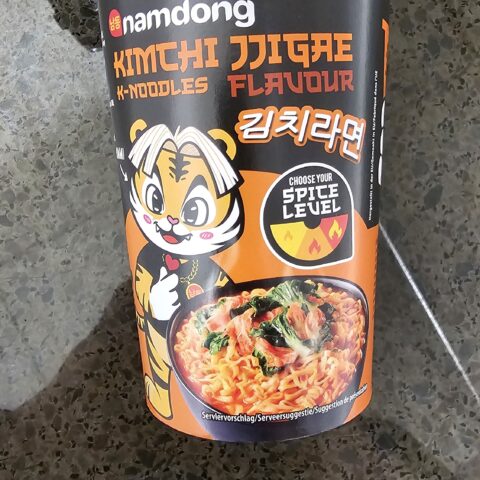 namdong
KIMCHI JJIGAE
K-NOODLES FLAVOUR
김치라면
CHOOSE YOUR
SPICE
LEVEL
Serviervorschlag/Serveersuggestie/Suggestion de présentation